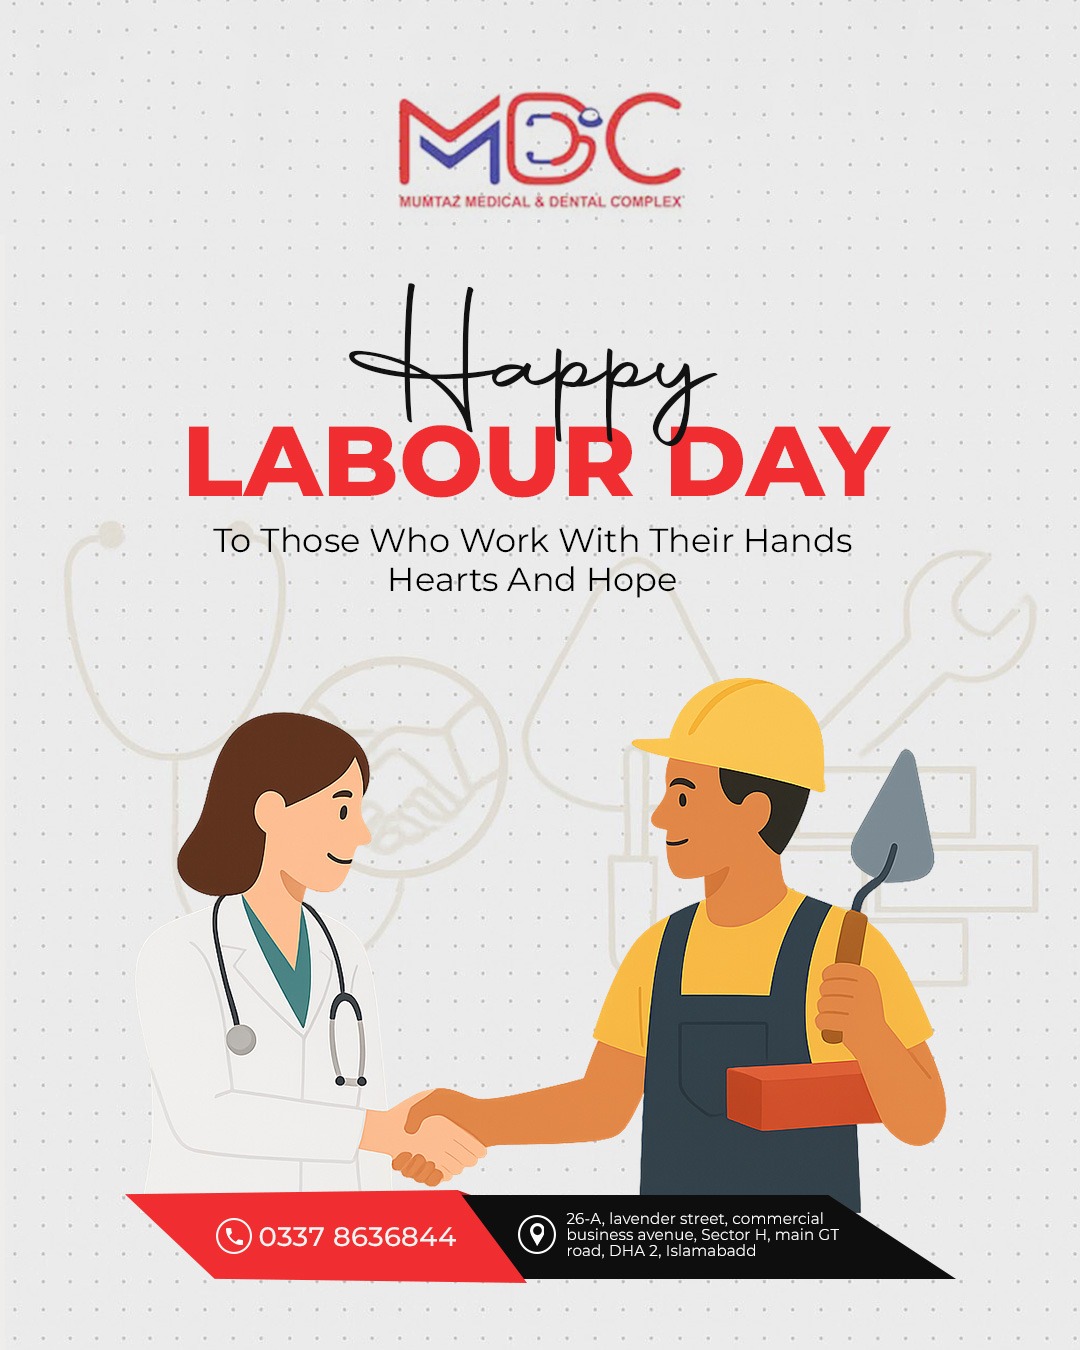 MDC
MUMTAZ MEDICAL & DENTAL COMPLEX
Happy
LABOUR DAY
To Those Who Work With Their Hands
Hearts And Hope
0337 8636844
26-A, lavender street, commercial
business avenue, Sector H, main GT
road, DHA 2, Islamabadd